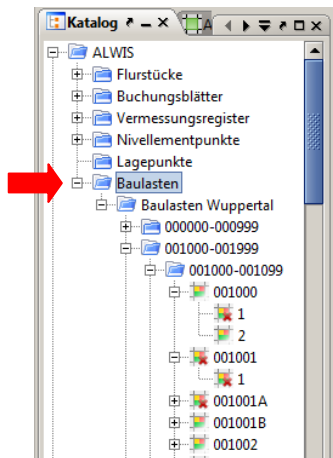 Katalog
A
ALWIS
Flurstücke
Buchungsblätter
Vermessungsregister
Nivellementpunkte
Lagepunkte
Baulasten
Baulasten Wuppertal
000000-000999
001000-001999
001000-001099
001000
1
2
001001
1
001001A
001001B
001002